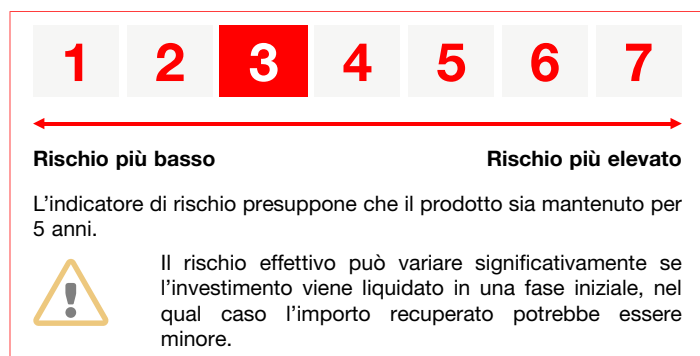 1 2 3 4 5 6 7
Rischio più basso Rischio più elevato
L'indicatore di rischio presuppone che il prodotto sia mantenuto per
5 anni.
Il rischio effettivo può variare significativamente se
l'investimento viene liquidato in una fase iniziale, nel
qual caso l'importo recuperato potrebbe essere
minore.